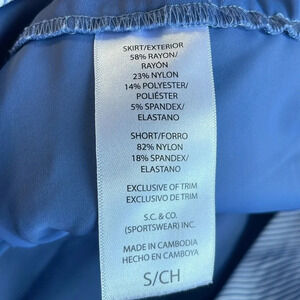 SKIRT/EXTERIOR
58% RAYON/
RAYÓN
23% NYLON
14% POLYESTER/
POLIÉSTER
5% SPANDEX/
ELASTANO
SHORT/FORRO
82% NYLON
18% SPANDEX/
ELASTANO
EXCLUSIVE OF TRIM
EXCLUSIVO DE TRIM
S.C. & CO.
(SPORTSWEAR) INC.
MADE IN CAMBODIA
HECHO EN CAMBOYA
S/CH